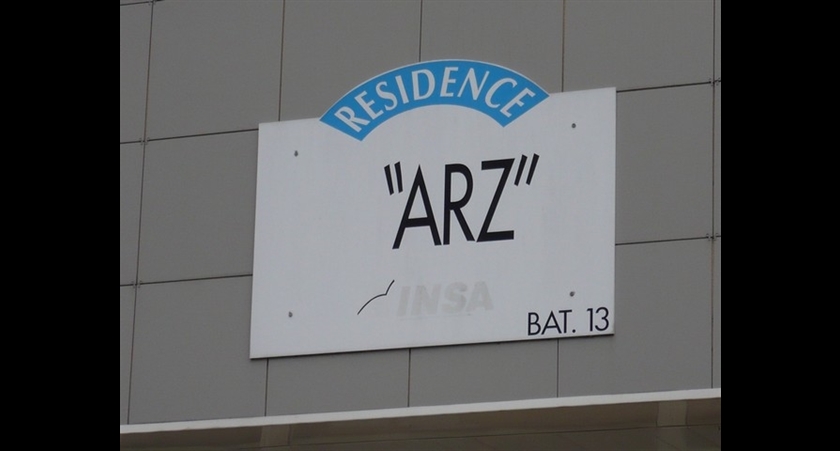 RESIDENCE
"ARZ"
INSA
BAT. 13